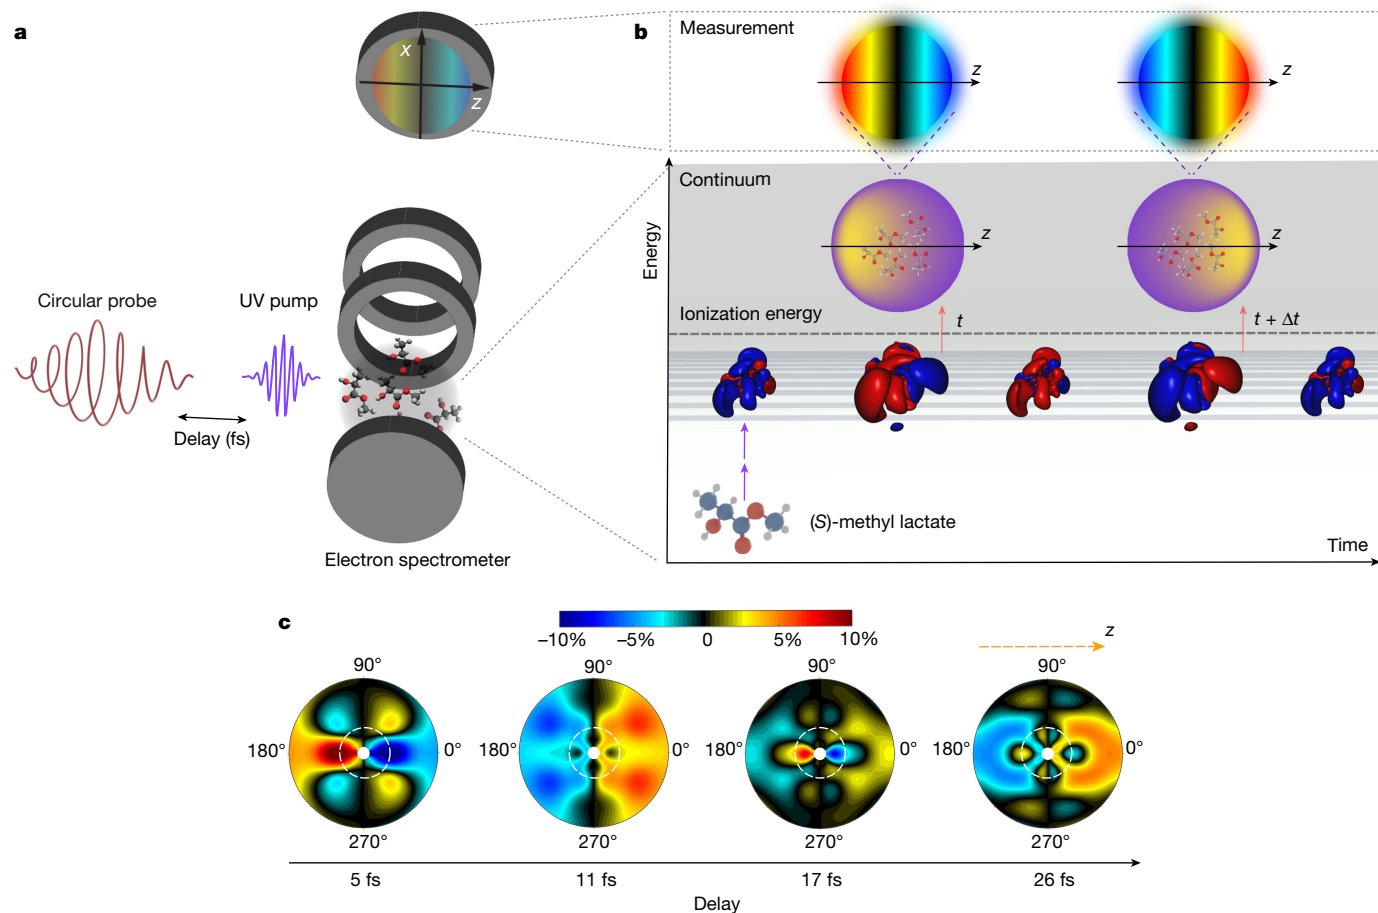 a
x
z
Circular probe
UV pump
Delay (fs)
Electron spectrometer
b
Measurement
z
z
Continuum
z
z
Energy
Ionization energy
t
t + Δt
(S)-methyl lactate
Time
c
−10% −5% 0 5% 10%
z
90° 90° 90° 90°
180° 0° 180° 0° 180° 0° 180° 0°
270° 270° 270° 270°
5 fs 11 fs 17 fs 26 fs
Delay